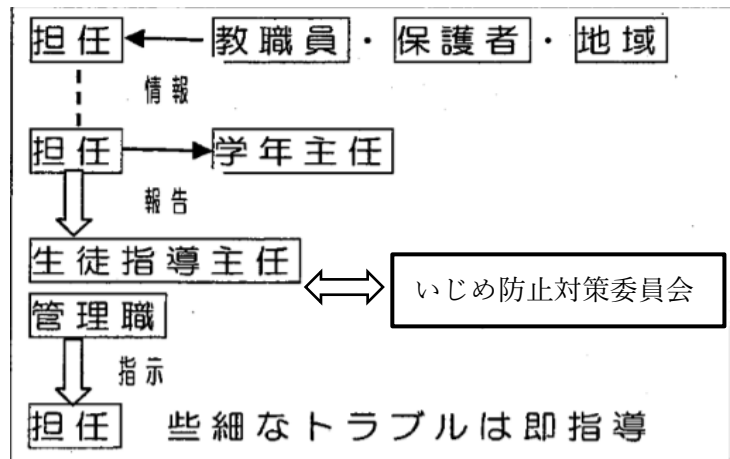 担任 教職員・保護者・地域
情報
担任 学年主任
報告
生徒指導主任
いじめ防止対策委員会
管理職
指示
担任 些細なトラブルは即指導